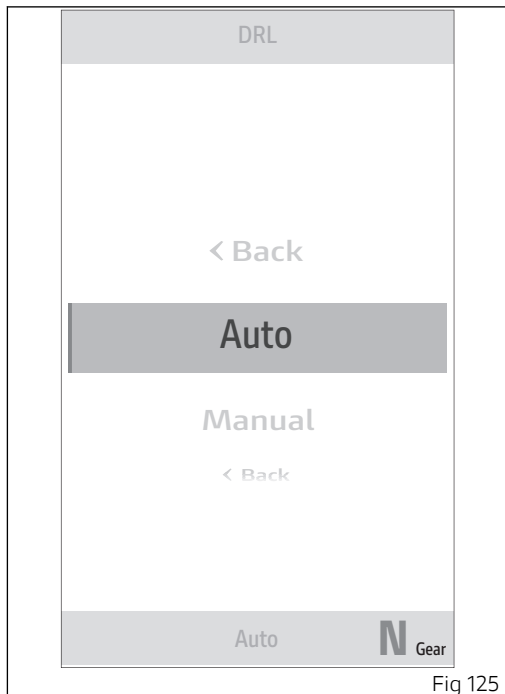 DRL
< Back
Auto
Manual
< Back
Auto
N Gear
Fig 125